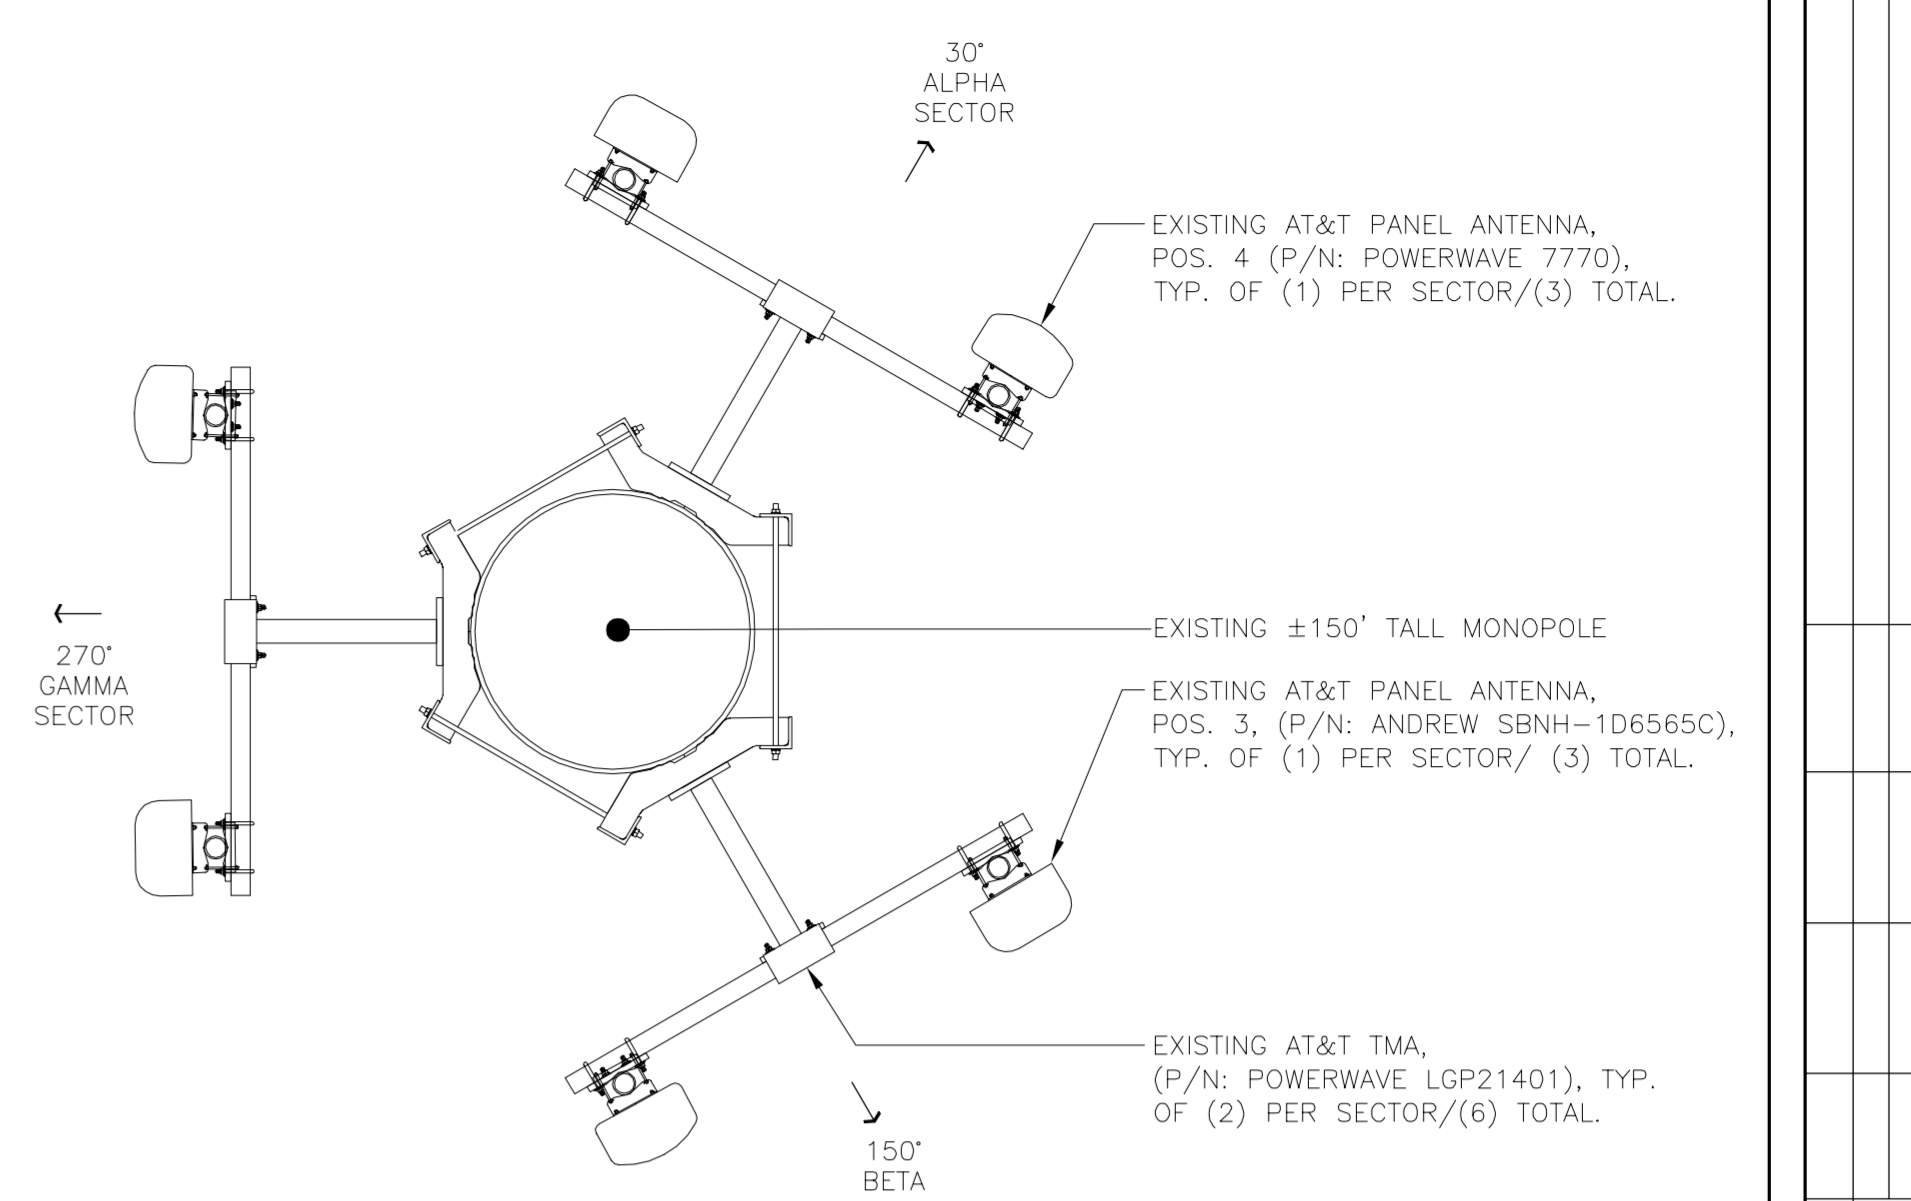 30°
ALPHA
SECTOR
EXISTING AT&T PANEL ANTENNA,
POS. 4 (P/N: POWERWAVE 7770),
TYP. OF (1) PER SECTOR/(3) TOTAL.
EXISTING ±150' TALL MONOPOLE
270°
GAMMA
SECTOR
EXISTING AT&T PANEL ANTENNA,
POS. 3, (P/N: ANDREW SBNH-1D6565C),
TYP. OF (1) PER SECTOR/ (3) TOTAL.
EXISTING AT&T TMA,
(P/N: POWERWAVE LGP21401), TYP.
OF (2) PER SECTOR/(6) TOTAL.
150°
BETA